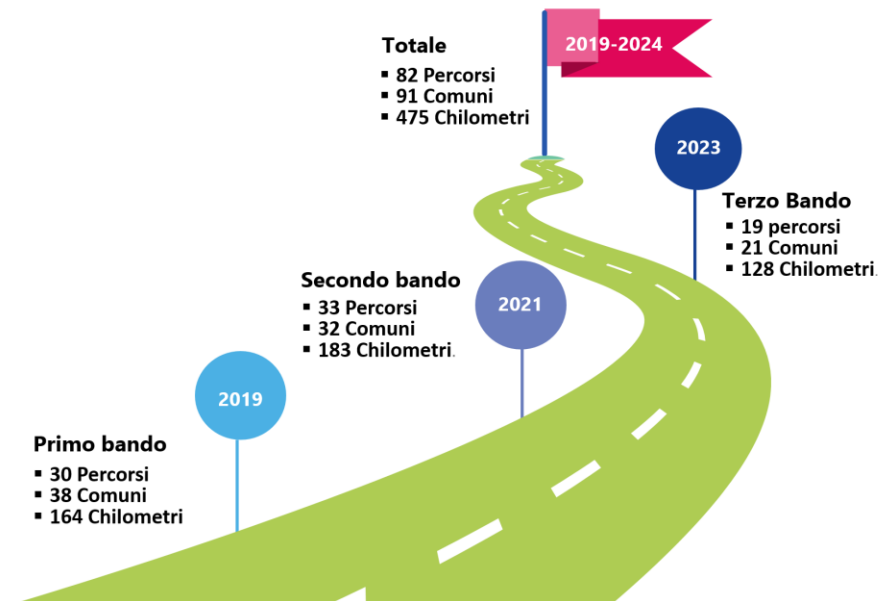 Totale
▪ 82 Percorsi
▪ 91 Comuni
▪ 475 Chilometri
2019-2024
2023
Terzo Bando
▪ 19 percorsi
▪ 21 Comuni
▪ 128 Chilometri.
Secondo bando
▪ 33 Percorsi
▪ 32 Comuni
▪ 183 Chilometri.
2021
2019
Primo bando
▪ 30 Percorsi
▪ 38 Comuni
▪ 164 Chilometri